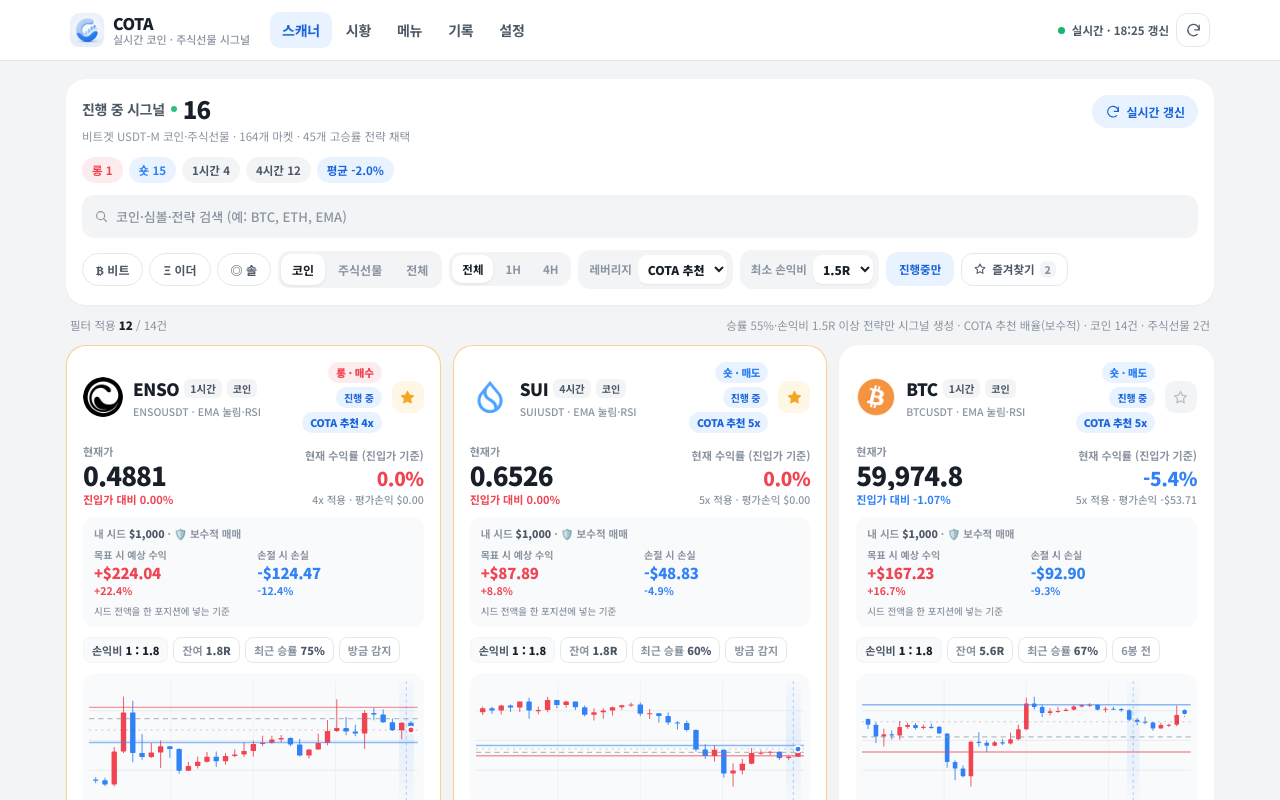 COTA
실시간 코인 · 주식선물 시그널
스캐너 시황 메뉴 기록 설정
실시간 · 18:25 갱신
진행 중 시그널 16
실시간 갱신
비트겟 USDT-M 코인·주식선물 · 164개 마켓 · 45개 고승률 전략 채택
롱 1 숏 15 1시간 4 4시간 12 평균 -2.0%
코인·심볼·전략 검색 (예: BTC, ETH, EMA)
₿ 비트 Ξ 이더 ◎ 솔 코인 주식선물 전체 전체 1H 4H 레버리지 COTA 추천 최소 손익비 1.5R 진행중만 즐겨찾기 2
필터 적용 12 / 14건
승률 55%·손익비 1.5R 이상 전략만 시그널 생성 · COTA 추천 배율(보수적) · 코인 14건 · 주식선물 2건
ENSO 1시간 코인
ENSOUSDT · EMA 눌림·RSI
롱 · 매수
진행 중
COTA 추천 4x
현재가
0.4881
진입가 대비 0.00%
현재 수익률 (진입가 기준)
0.0%
4x 적용 · 평가손익 $0.00
내 시드 $1,000 · 🛡️ 보수적 매매
목표 시 예상 수익
+$224.04
+22.4%
손절 시 손실
-$124.47
-12.4%
시드 전액을 한 포지션에 넣는 기준
손익비 1 : 1.8 잔여 1.8R 최근 승률 75% 방금 감지
SUI 4시간 코인
SUIUSDT · EMA 눌림·RSI
숏 · 매도
진행 중
COTA 추천 5x
현재가
0.6526
진입가 대비 0.00%
현재 수익률 (진입가 기준)
0.0%
5x 적용 · 평가손익 $0.00
내 시드 $1,000 · 🛡️ 보수적 매매
목표 시 예상 수익
+$87.89
+8.8%
손절 시 손실
-$48.83
-4.9%
시드 전액을 한 포지션에 넣는 기준
손익비 1 : 1.8 잔여 1.8R 최근 승률 60% 방금 감지
BTC 1시간 코인
BTCUSDT · EMA 눌림·RSI
숏 · 매도
진행 중
COTA 추천 5x
현재가
59,974.8
진입가 대비 -1.07%
현재 수익률 (진입가 기준)
-5.4%
5x 적용 · 평가손익 -$53.71
내 시드 $1,000 · 🛡️ 보수적 매매
목표 시 예상 수익
+$167.23
+16.7%
손절 시 손실
-$92.90
-9.3%
시드 전액을 한 포지션에 넣는 기준
손익비 1 : 1.8 잔여 5.6R 최근 승률 67% 6봉 전